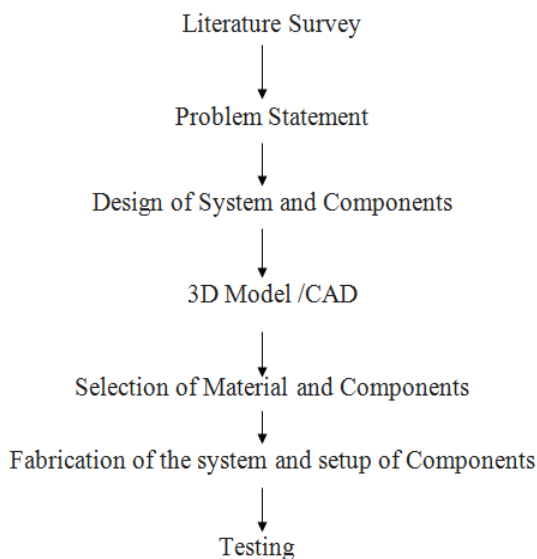 Literature Survey
Problem Statement
Design of System and Components
3D Model /CAD
Selection of Material and Components
Fabrication of the system and setup of Components
Testing